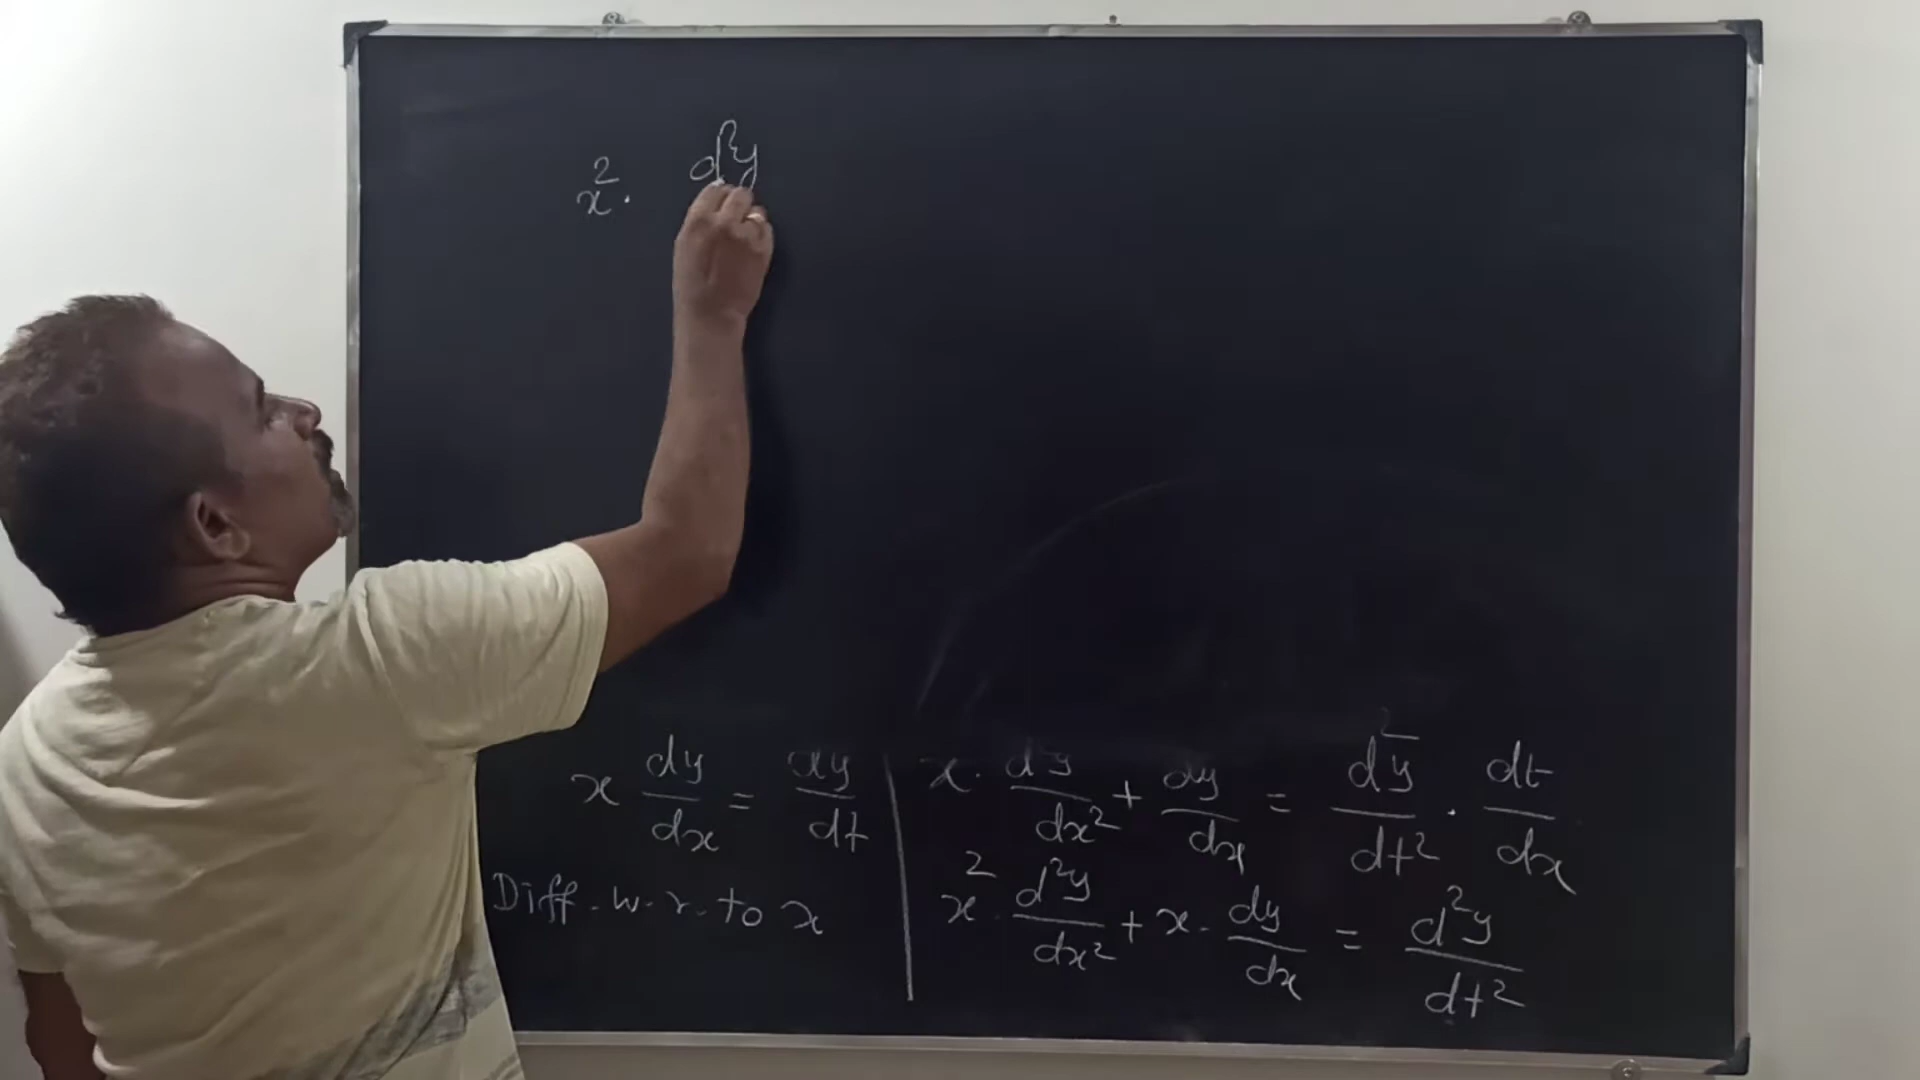 x². d²y
x dy/dx = dy/dt
Diff. w. r. to x
x. d²y/dx² + dy/dx = d²y/dt² . dt/dx
x². d²y/dx² + x. dy/dx = d²y/dt²